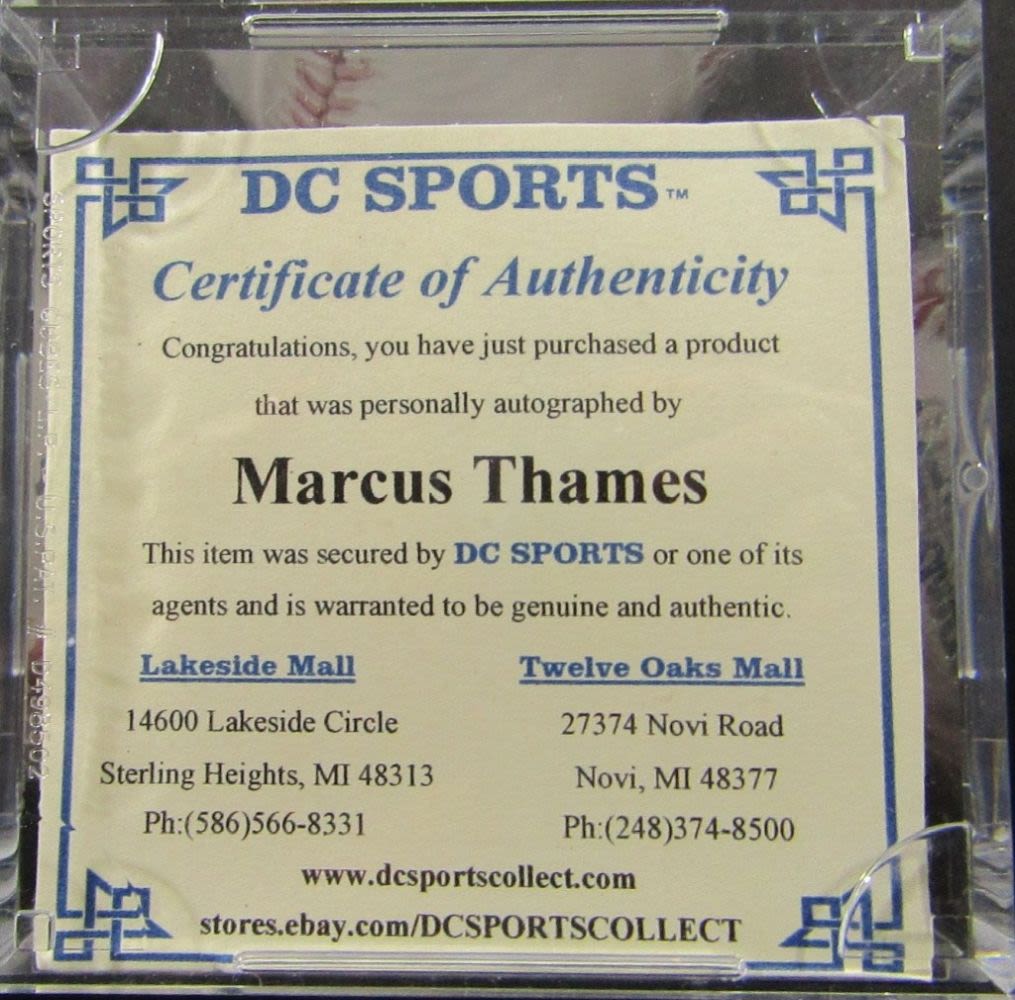 DC SPORTS™
Certificate of Authenticity
Congratulations, you have just purchased a product
that was personally autographed by
Marcus Thames
This item was secured by DC SPORTS or one of its
agents and is warranted to be genuine and authentic.
Lakeside Mall
14600 Lakeside Circle
Sterling Heights, MI 48313
Ph:(586)566-8331
Twelve Oaks Mall
27374 Novi Road
Novi, MI 48377
Ph:(248)374-8500
www.dcsportscollect.com
stores.ebay.com/DCSPORTSCOLLECT
SPORTS
U.S. PAT.